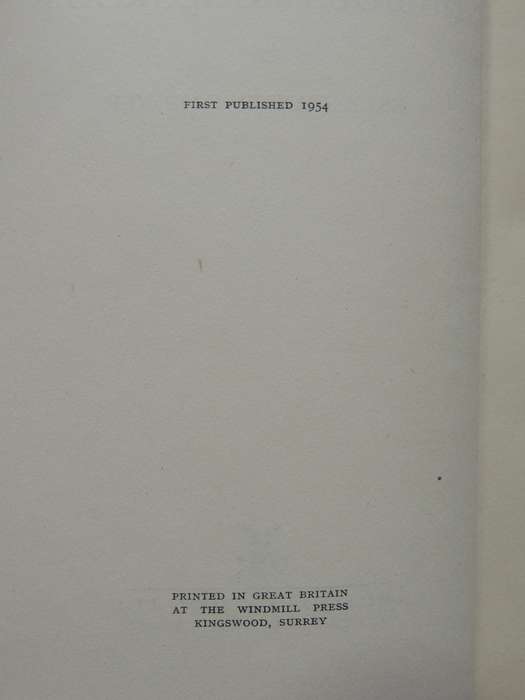 FIRST PUBLISHED 1954
PRINTED IN GREAT BRITAIN
AT THE WINDMILL PRESS
KINGSWOOD, SURREY